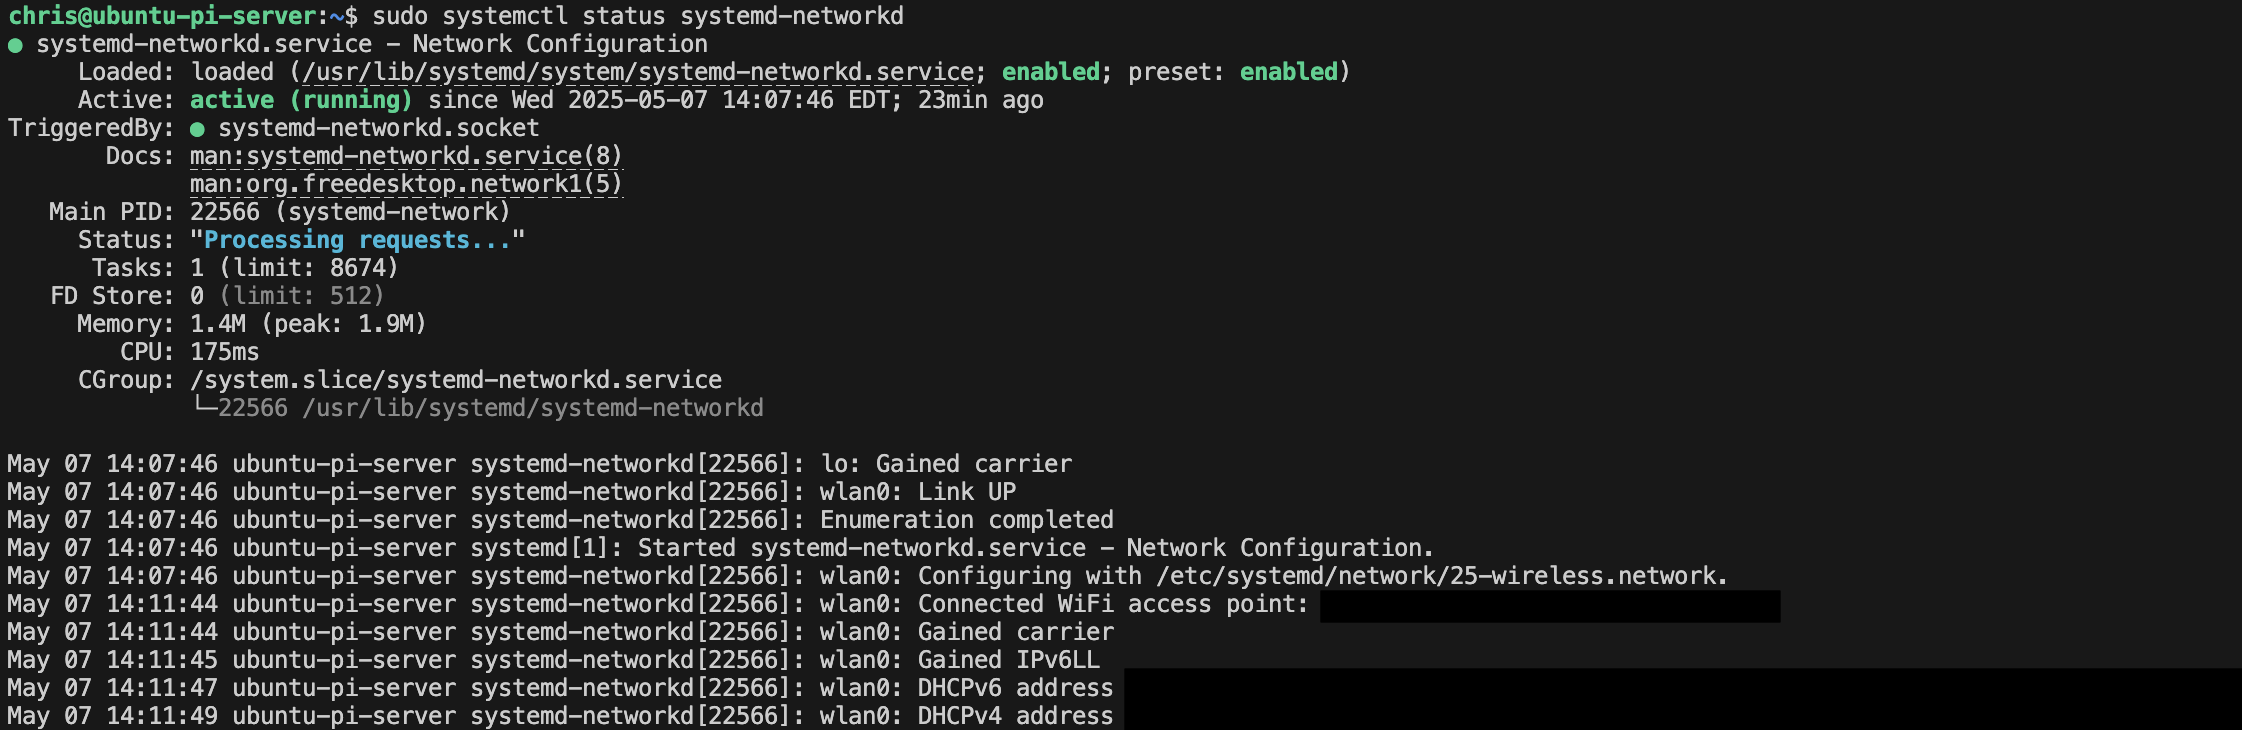 chris@ubuntu-pi-server:~$ sudo systemctl status systemd-networkd
● systemd-networkd.service - Network Configuration
     Loaded: loaded (/usr/lib/systemd/system/systemd-networkd.service; enabled; preset: enabled)
     Active: active (running) since Wed 2025-05-07 14:07:46 EDT; 23min ago
TriggeredBy: ● systemd-networkd.socket
       Docs: man:systemd-networkd.service(8)
             man:org.freedesktop.network1(5)
   Main PID: 22566 (systemd-network)
     Status: "Processing requests..."
      Tasks: 1 (limit: 8674)
   FD Store: 0 (limit: 512)
     Memory: 1.4M (peak: 1.9M)
        CPU: 175ms
     CGroup: /system.slice/systemd-networkd.service
             └─22566 /usr/lib/systemd/systemd-networkd
May 07 14:07:46 ubuntu-pi-server systemd-networkd[22566]: lo: Gained carrier
May 07 14:07:46 ubuntu-pi-server systemd-networkd[22566]: wlan0: Link UP
May 07 14:07:46 ubuntu-pi-server systemd-networkd[22566]: Enumeration completed
May 07 14:07:46 ubuntu-pi-server systemd[1]: Started systemd-networkd.service - Network Configuration.
May 07 14:07:46 ubuntu-pi-server systemd-networkd[22566]: wlan0: Configuring with /etc/systemd/network/25-wireless.network.
May 07 14:11:44 ubuntu-pi-server systemd-networkd[22566]: wlan0: Connected WiFi access point:
May 07 14:11:44 ubuntu-pi-server systemd-networkd[22566]: wlan0: Gained carrier
May 07 14:11:45 ubuntu-pi-server systemd-networkd[22566]: wlan0: Gained IPv6LL
May 07 14:11:47 ubuntu-pi-server systemd-networkd[22566]: wlan0: DHCPv6 address
May 07 14:11:49 ubuntu-pi-server systemd-networkd[22566]: wlan0: DHCPv4 address